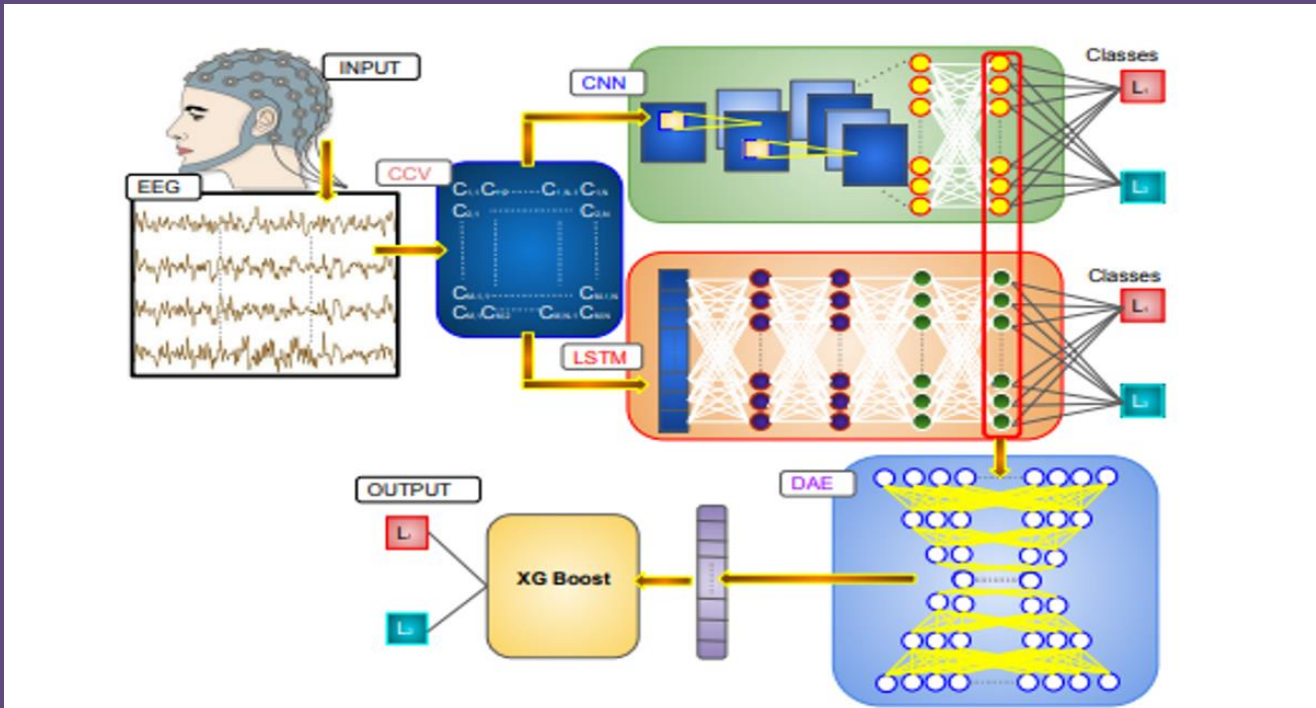 INPUT
CNN
Classes
L
L
EEG
CCV
Classes
L
L
LSTM
DAE
OUTPUT
L
L
XG Boost